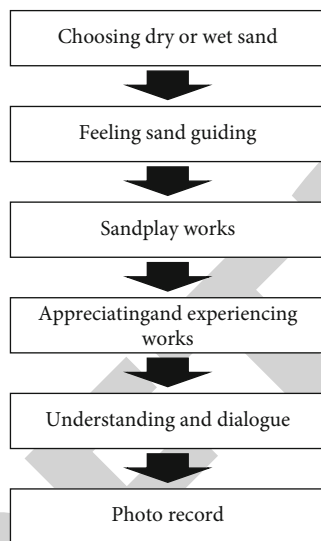 Choosing dry or wet sand
Feeling sand guiding
Sandplay works
Appreciatingand experiencing
works
Understanding and dialogue
Photo record